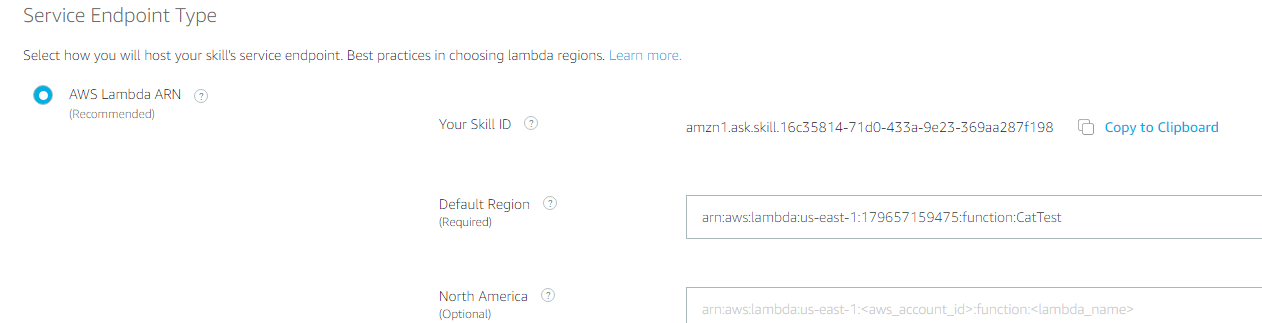 Service Endpoint Type
Select how you will host your skill's service endpoint. Best practices in choosing lambda regions. Learn more.
AWS Lambda ARN ?
(Recommended)
Your Skill ID ? amzn1.ask.skill.16c35814-71d0-433a-9e23-369aa287f198 Copy to Clipboard
Default Region ?
(Required)
arn:aws:lambda:us-east-1:179657159475:function:CatTest
North America ?
(Optional)
arn:aws:lambda:us-east-1:<aws_account_id>:function:<lambda_name>